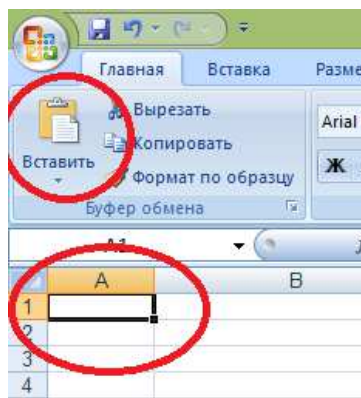 Главная Вставка Разме
Вырезать
Копировать
Вставить
Формат по образцу
Arial
Ж
Буфер обмена
A1
A B
1
2
3
4